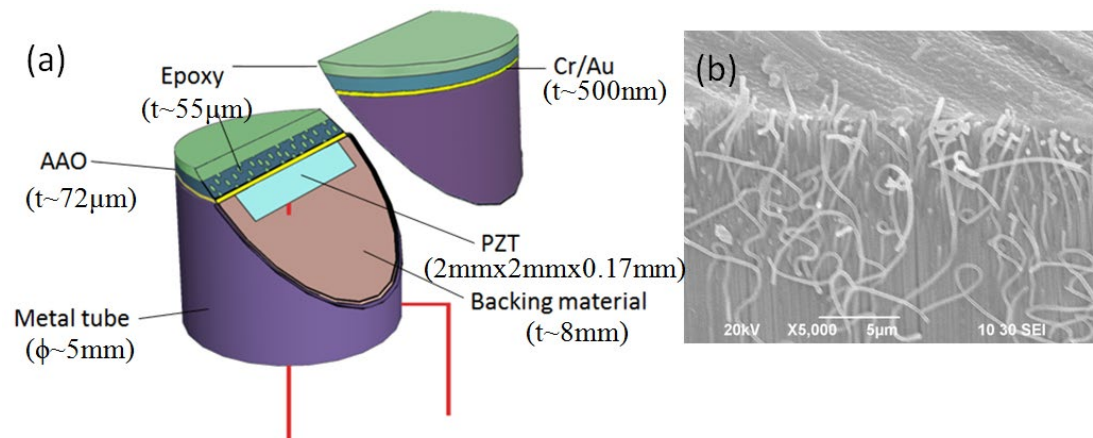 (a)
Epoxy
(t~55μm)
Cr/Au
(t~500nm)
AAO
(t~72μm)
PZT
(2mmx2mmx0.17mm)
Backing material
(t~8mm)
Metal tube
(ϕ~5mm)
(b)
20kV X5,000 5μm 10 30 SEI